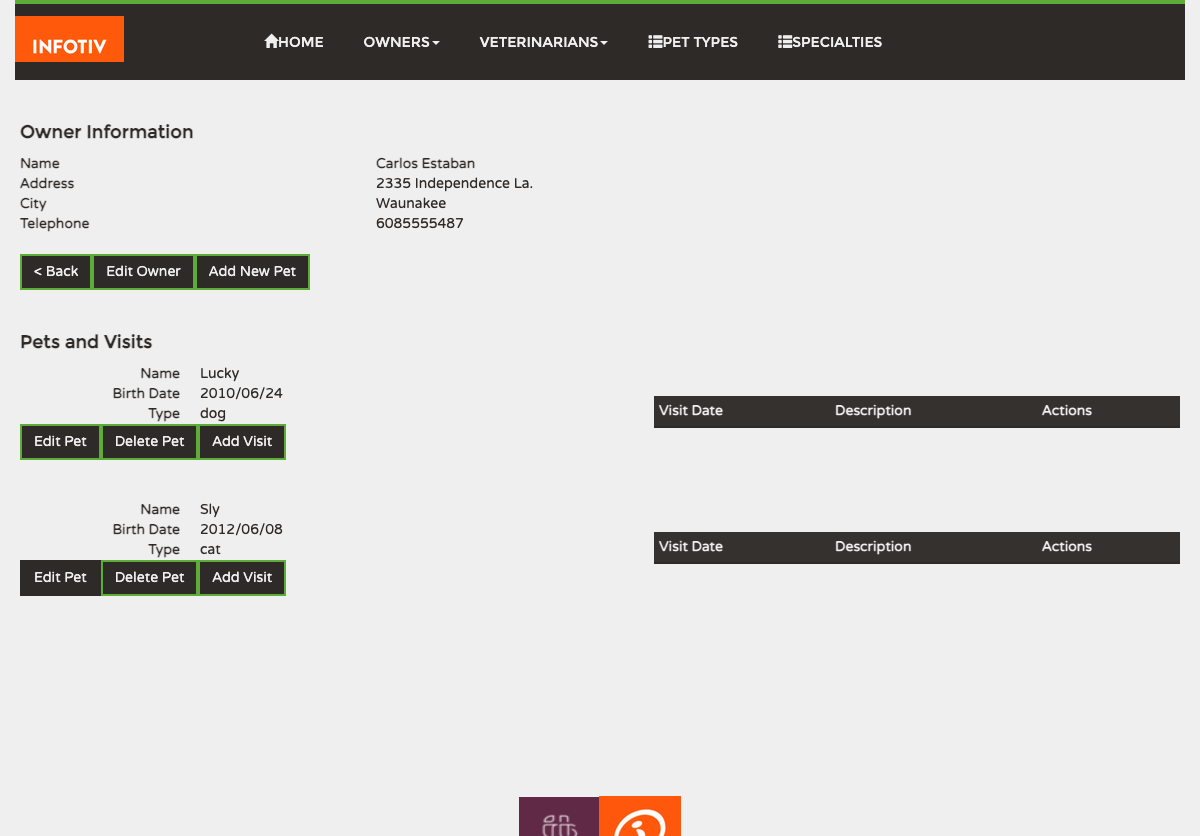 INFOTIV
HOME OWNERS VETERINARIANS PET TYPES SPECIALTIES
Owner Information
Name Carlos Estaban
Address 2335 Independence La.
City Waunakee
Telephone 6085555487
< Back Edit Owner Add New Pet
Pets and Visits
Name Lucky
Birth Date 2010/06/24
Type dog
Visit Date Description Actions
Edit Pet Delete Pet Add Visit
Name Sly
Birth Date 2012/06/08
Type cat
Visit Date Description Actions
Edit Pet Delete Pet Add Visit